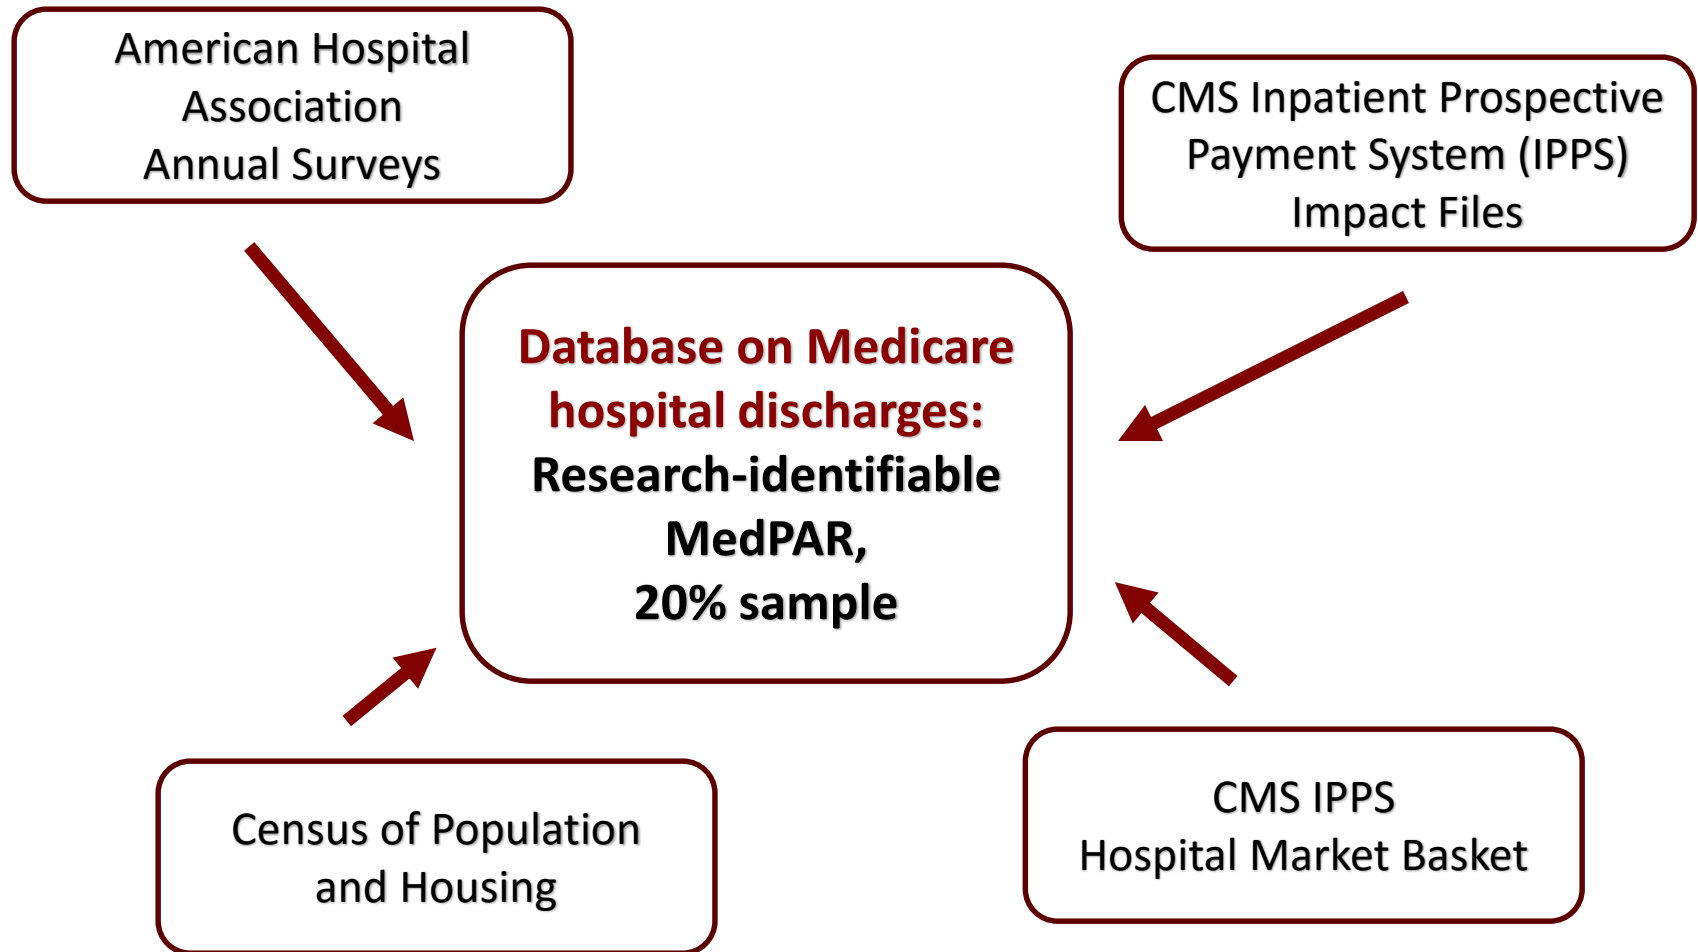 American Hospital
Association
Annual Surveys
CMS Inpatient Prospective
Payment System (IPPS)
Impact Files
Database on Medicare
hospital discharges:
Research-identifiable
MedPAR,
20% sample
Census of Population
and Housing
CMS IPPS
Hospital Market Basket